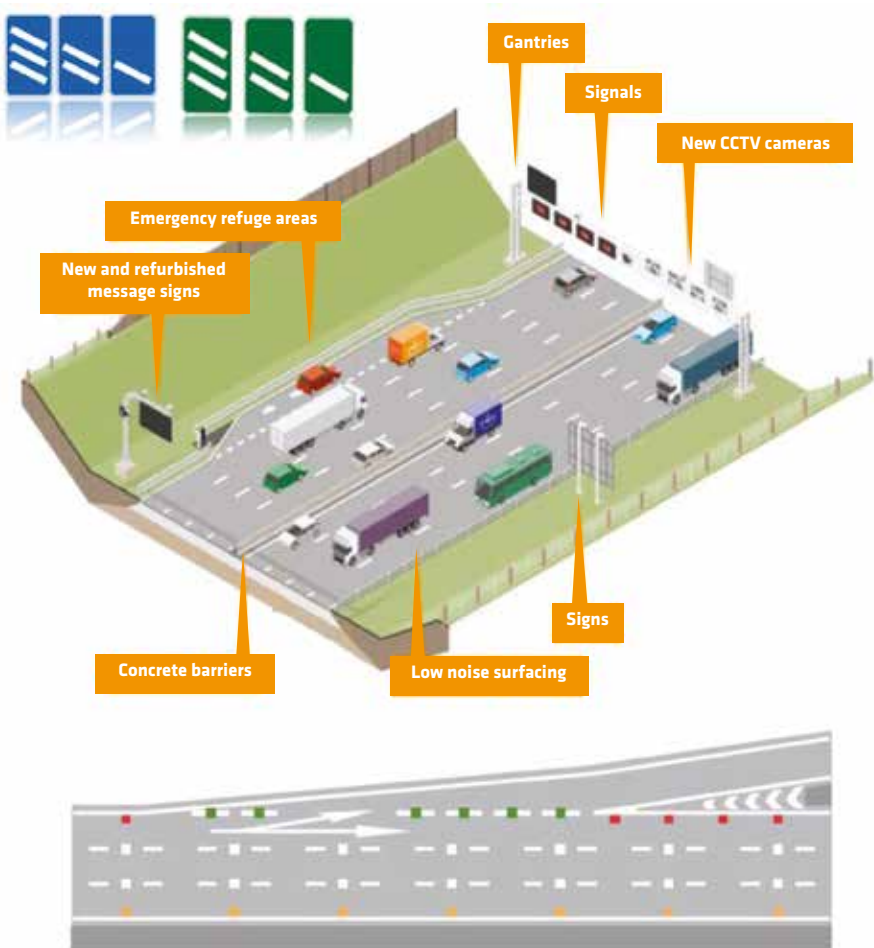 Gantries
Signals
New CCTV cameras
Emergency refuge areas
New and refurbished
message signs
Signs
Concrete barriers
Low noise surfacing